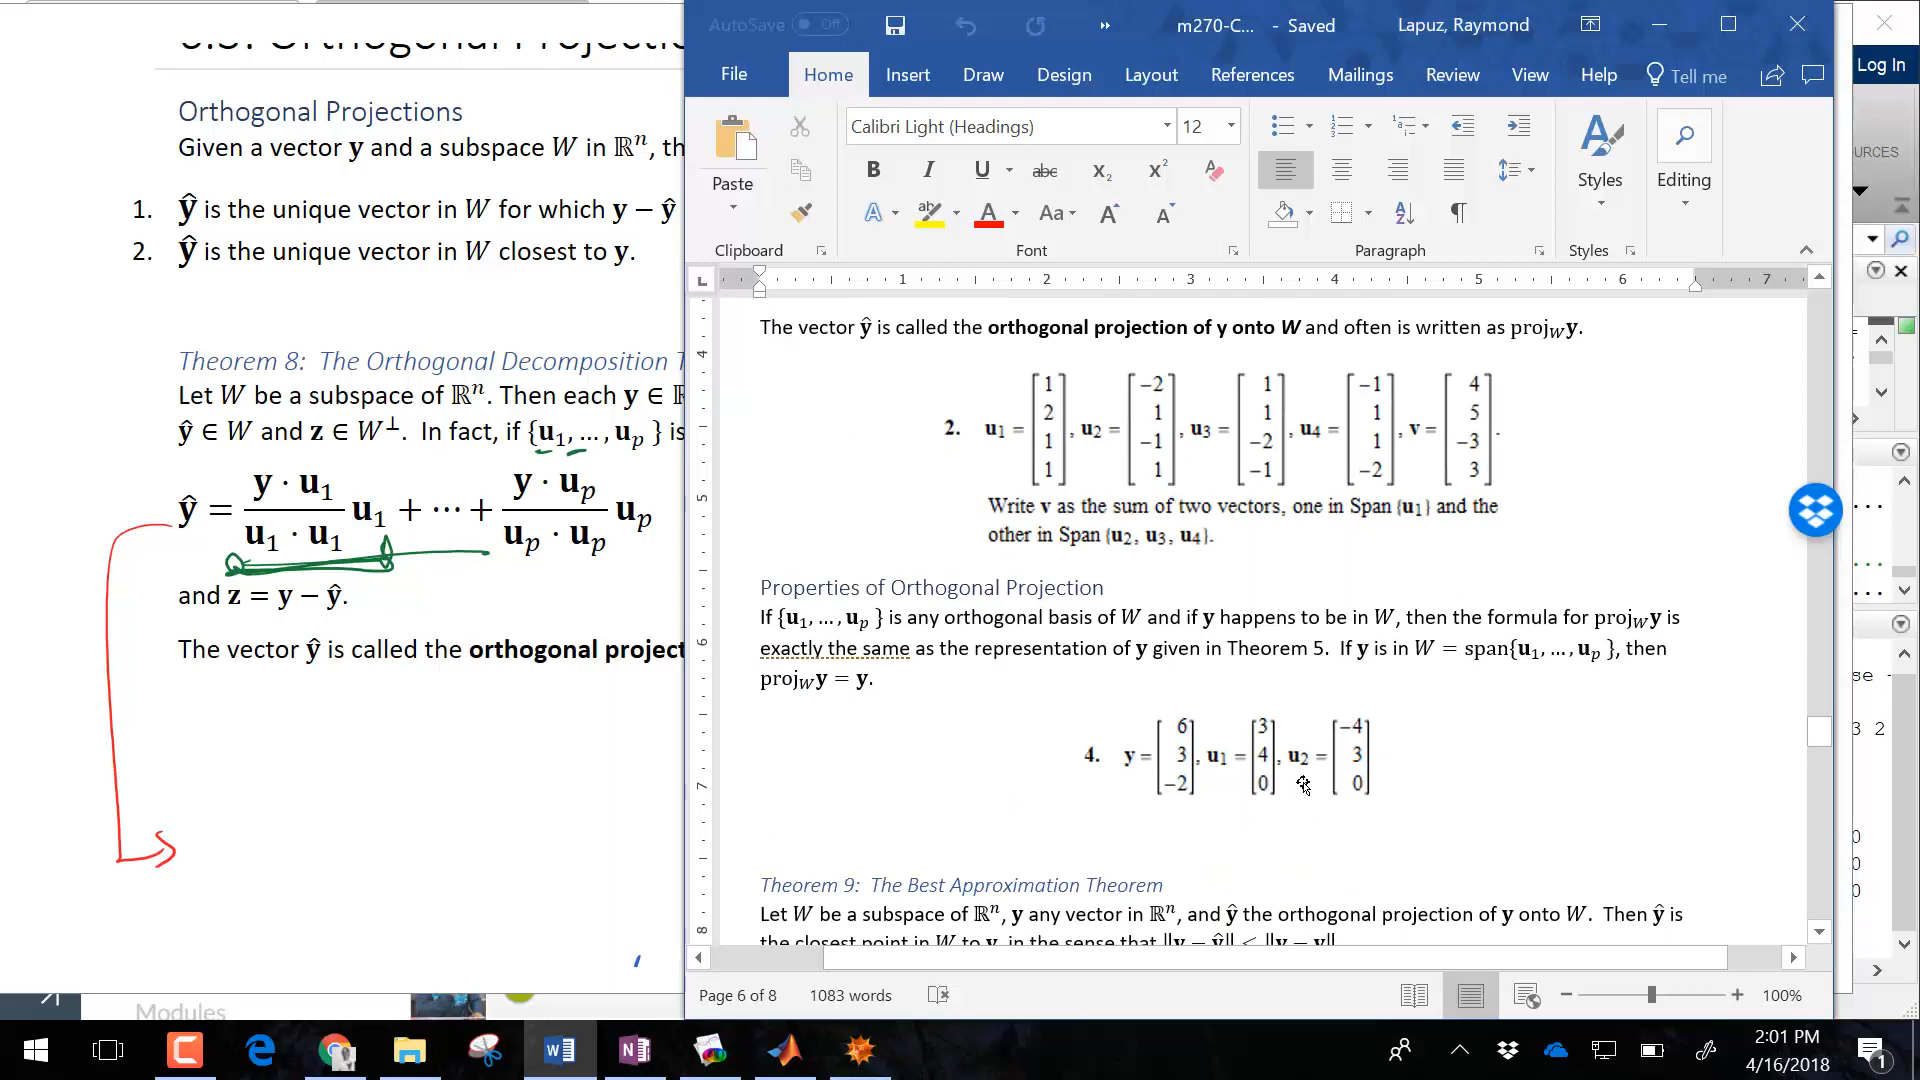 AutoSave Off
m270-C... - Saved
Lapuz, Raymond
File Home Insert Draw Design Layout References Mailings Review View Help Tell me
Log In
Calibri Light (Headings) 12
Paste
Styles
Editing
Clipboard Font Paragraph Styles
Orthogonal Projections
Given a vector y and a subspace W in ℝⁿ, th
1. ŷ is the unique vector in W for which y − ŷ
2. ŷ is the unique vector in W closest to y.
Theorem 8: The Orthogonal Decomposition T
Let W be a subspace of ℝⁿ. Then each y ∈ ℝ
ŷ ∈ W and z ∈ W⊥. In fact, if {u₁, … , uₚ } is
ŷ = (y · u₁)/(u₁ · u₁) u₁ + ⋯ + (y · uₚ)/(uₚ · uₚ) uₚ
and z = y − ŷ.
The vector ŷ is called the orthogonal project
Modules
The vector ŷ is called the orthogonal projection of y onto W and often is written as proj_W y.
2. u₁ = [1 2 1 1], u₂ = [−2 1 −1 1], u₃ = [1 1 −2 −1], u₄ = [−1 1 1 −2], v = [4 5 −3 3].
Write v as the sum of two vectors, one in Span {u₁} and the
other in Span {u₂, u₃, u₄}.
Properties of Orthogonal Projection
If {u₁, … , uₚ } is any orthogonal basis of W and if y happens to be in W, then the formula for proj_W y is
exactly the same as the representation of y given in Theorem 5. If y is in W = span{u₁, … , uₚ }, then
proj_W y = y.
4. y = [6 3 −2], u₁ = [3 4 0], u₂ = [−4 3 0]
Theorem 9: The Best Approximation Theorem
Let W be a subspace of ℝⁿ, y any vector in ℝⁿ, and ŷ the orthogonal projection of y onto W. Then ŷ is
the closest point in W to y, in the sense that ‖y − ŷ‖ < ‖y − v‖
Page 6 of 8 1083 words
100%
2:01 PM
4/16/2018